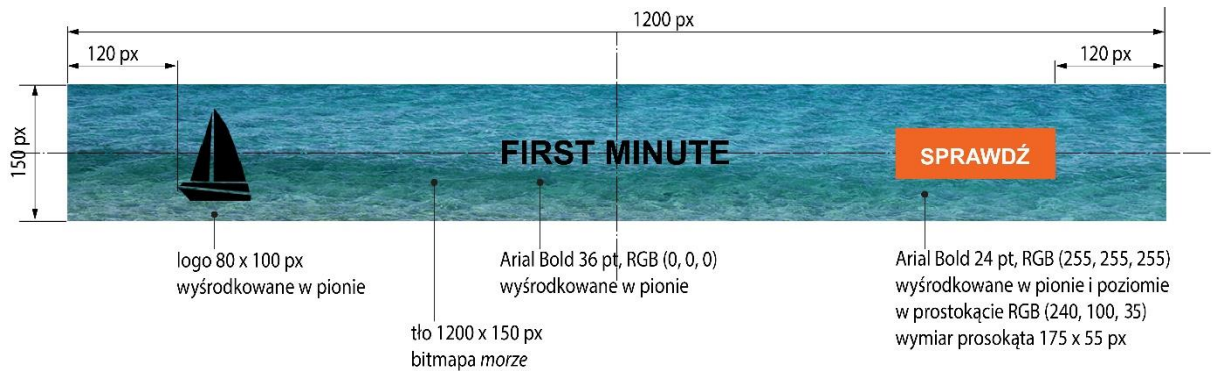 1200 px
120 px
120 px
150 px
FIRST MINUTE
SPRAWDŹ
logo 80 x 100 px
wyśrodkowane w pionie
Arial Bold 36 pt, RGB (0, 0, 0)
wyśrodkowane w pionie
Arial Bold 24 pt, RGB (255, 255, 255)
wyśrodkowane w pionie i poziomie
w prostokącie RGB (240, 100, 35)
wymiar prosokąta 175 x 55 px
tło 1200 x 150 px
bitmapa morze